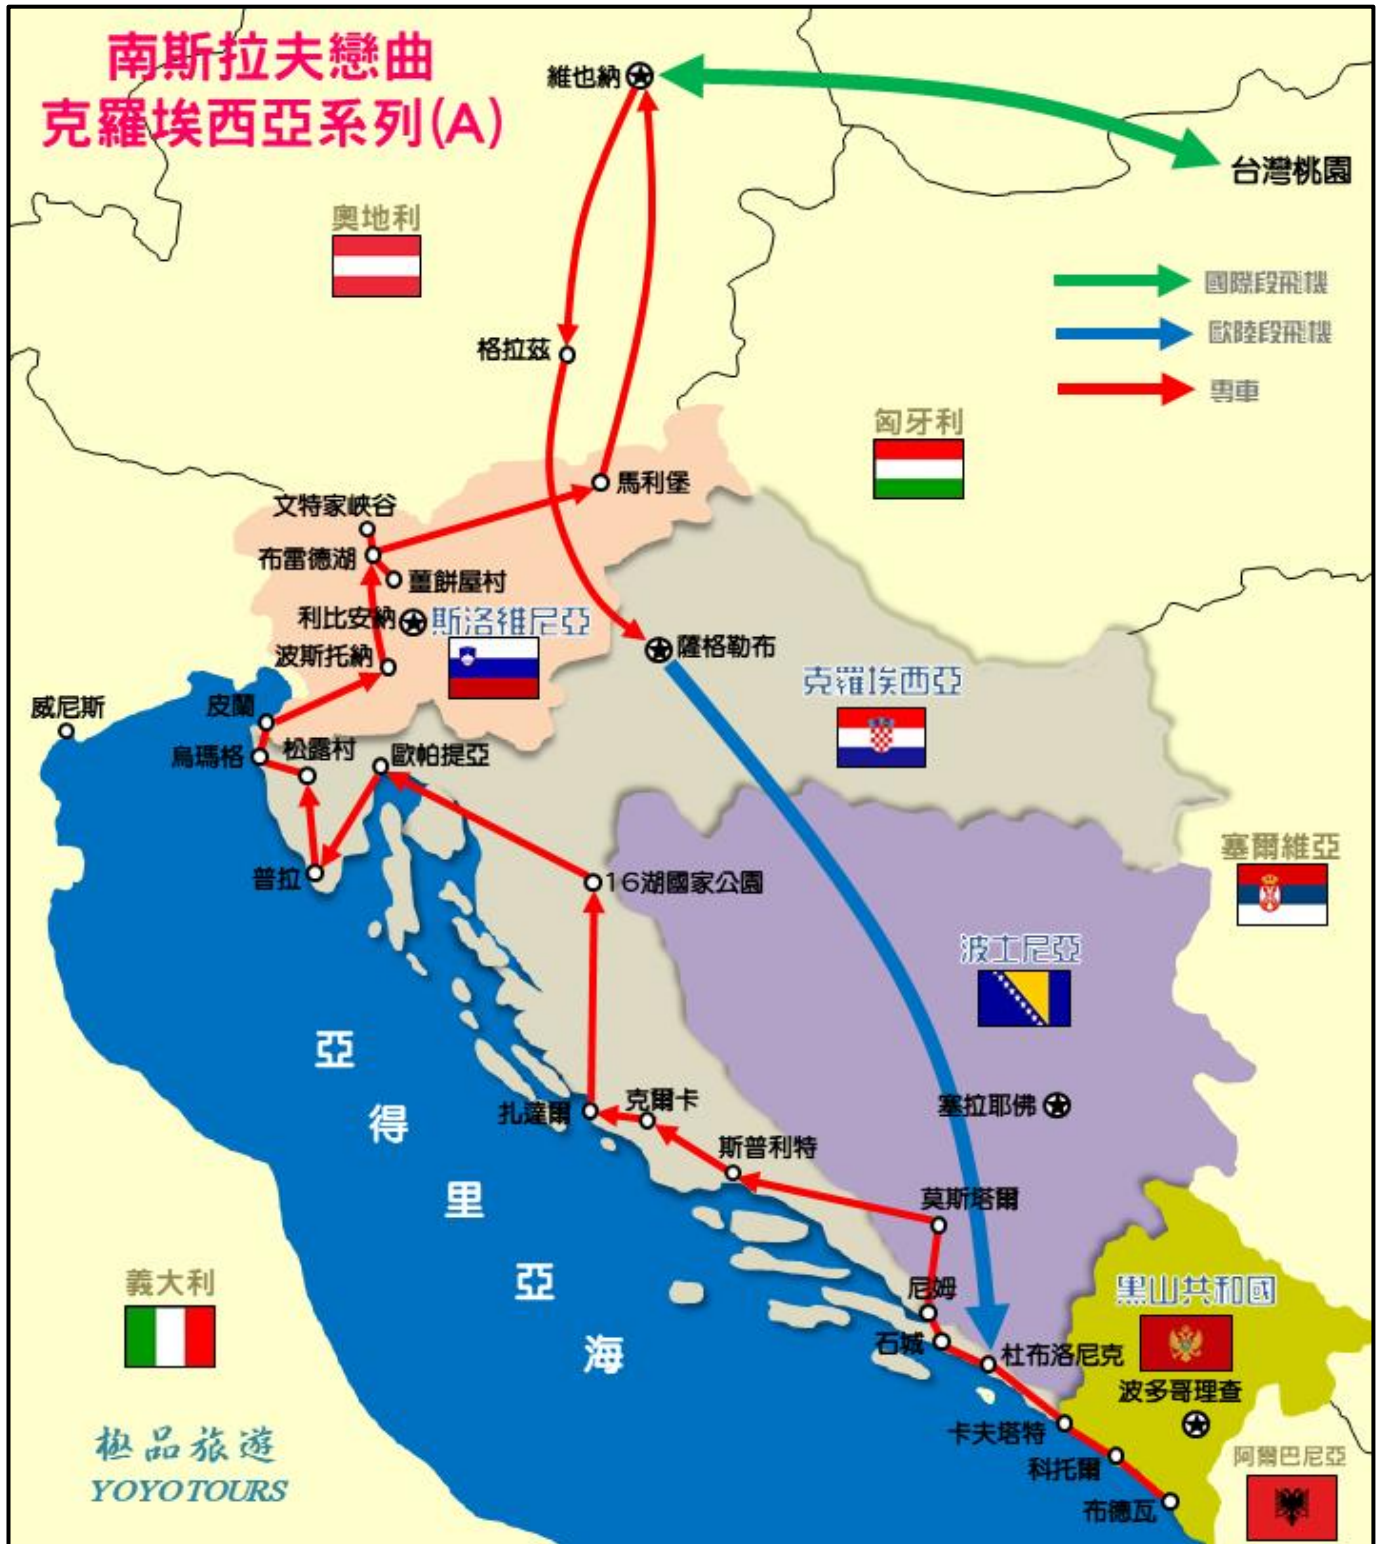 南斯拉夫戀曲
克羅埃西亞系列(A)
維也納
台灣桃園
奧地利
國際段飛機
歐陸段飛機
專車
格拉茲
匈牙利
馬利堡
文特家峽谷
布雷德湖
薑餅屋村
利比安納
斯洛維尼亞
薩格勒布
波斯托納
克羅埃西亞
威尼斯
皮蘭
烏瑪格
松露村
歐帕提亞
塞爾維亞
普拉
16湖國家公園
波士尼亞
亞得里亞海
扎達爾
克爾卡
塞拉耶佛
斯普利特
莫斯塔爾
義大利
尼姆
黑山共和國
石城
杜布洛尼克
波多哥理查
卡夫塔特
極品旅遊
科托爾
阿爾巴尼亞
YOYO TOURS
布德瓦